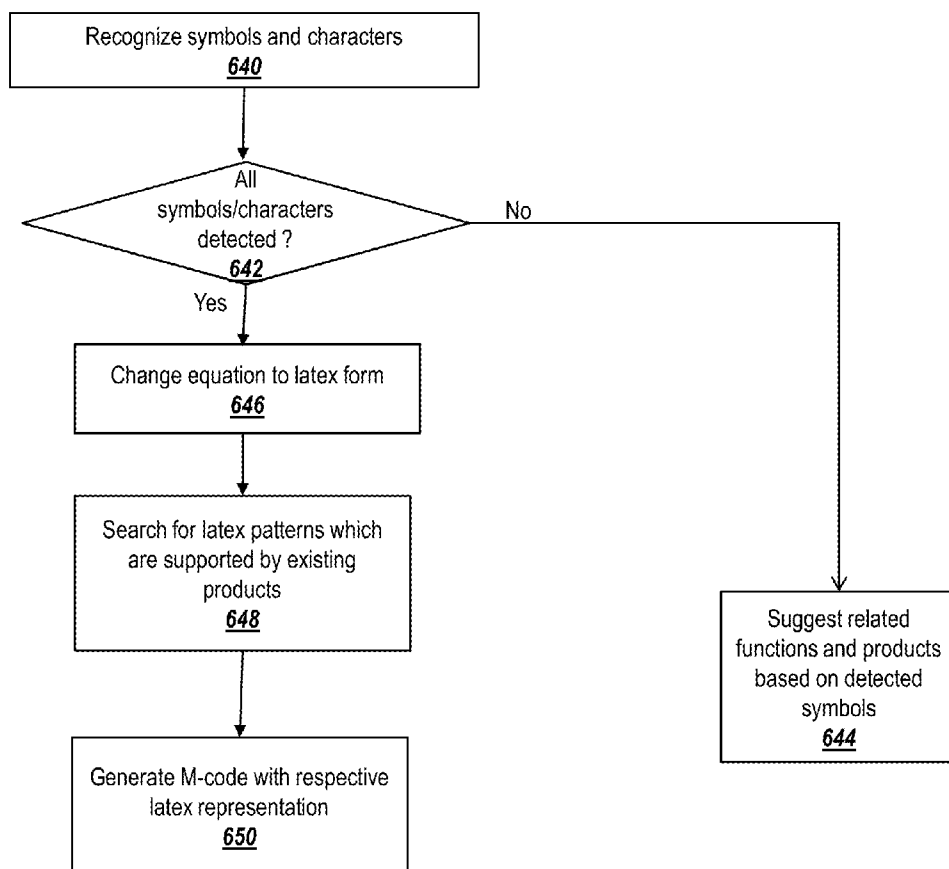 Recognize symbols and characters
640
All
symbols/characters
detected ?
642
No
Yes
Change equation to latex form
646
Search for latex patterns which
are supported by existing
products
648
Suggest related
functions and products
based on detected
symbols
644
Generate M-code with respective
latex representation
650